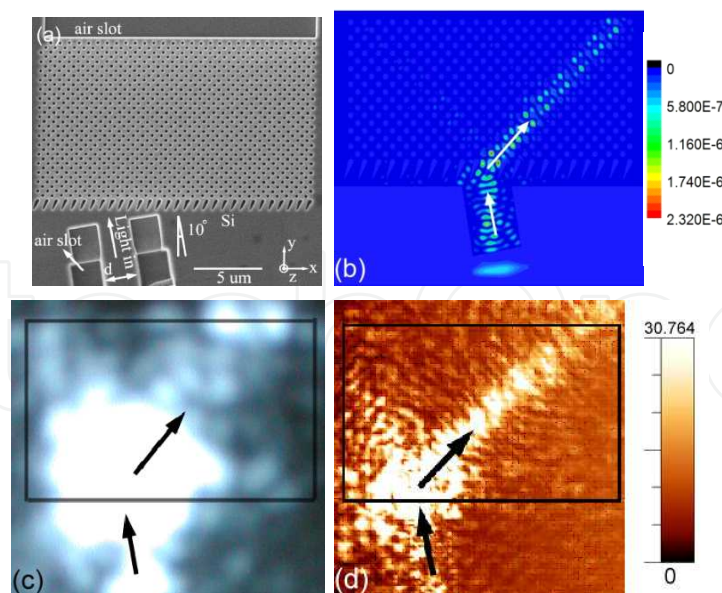 (a) air slot
Si
10°
Light in
air slot
d
5 um
y
z x
(b)
0
5.800E-7
1.160E-6
1.740E-6
2.320E-6
(c)
(d)
30.764
0